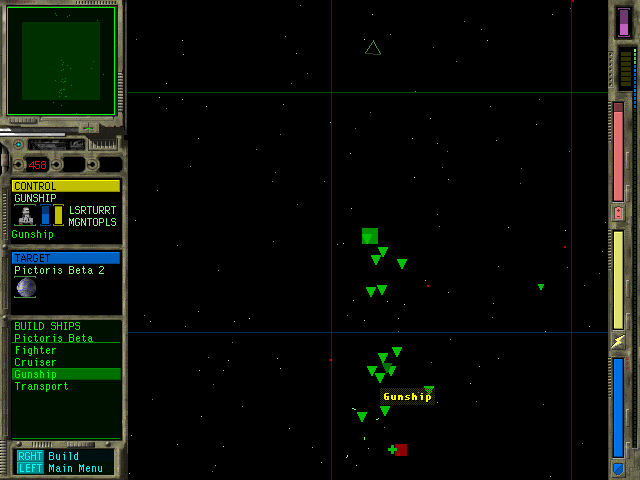 458
CONTROL
GUNSHIP
LSRTURRT
MGNTOPLS
Gunship
TARGET
Pictoris Beta 2
BUILD SHIPS
Pictoris Beta
Fighter
Cruiser
Gunship
Transport
RGHT Build
LEFT Main Menu
Gunship